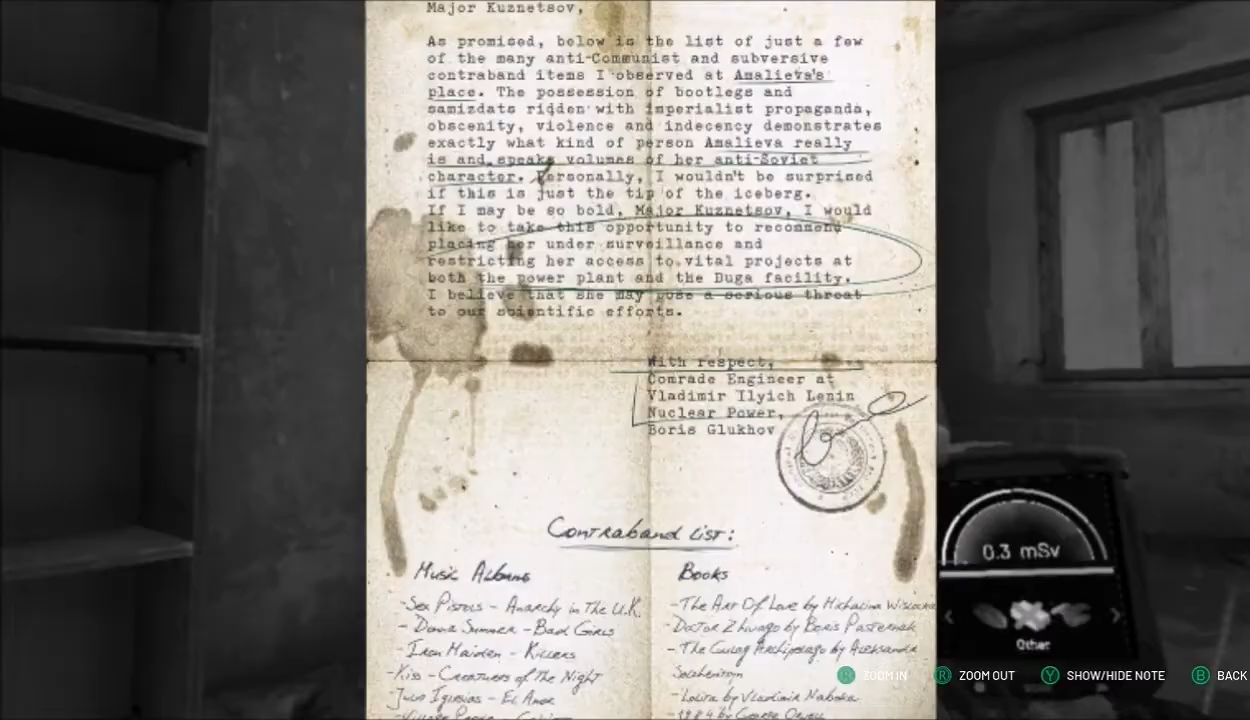 Major Kuznetsov,
As promised, below is the list of just a few
of the many anti-Communist and subversive
contraband items I observed at Amalieva's
place. The possession of bootlegs and
samizdats ridden with imperialist propaganda,
obscenity, violence and indecency demonstrates
exactly what kind of person Amalieva really
is and speaks volumes of her anti-Soviet
character. Personally, I wouldn't be surprised
if this is just the tip of the iceberg.
If I may be so bold, Major Kuznetsov, I would
like to take this opportunity to recommend
placing her under surveillance and
restricting her access to vital projects at
both the power plant and the Duga facility.
I believe that she may pose a serious threat
to our scientific efforts.
With respect,
Comrade Engineer at
Vladimir Ilyich Lenin
Nuclear Power,
Boris Glukhov
Contraband List:
Music Albums
-Sex Pistols - Anarchy in The U.K.
- Donna Summer - Bad Girls
- Iron Maiden - Killers
-Kiss - Creatures of The Night
Julio Iglesias - El Amor
Books
-The Art Of Love by Michalina
Doctor Zhivago by Boris Pasternak
-The Gulag Archipelago by Aleksandr
-Lolita by Vladimir
-1984 by George Orwell
0.3 mSv
Other
R ZOOM IN
R ZOOM OUT
Y SHOW/HIDE NOTE
B BACK